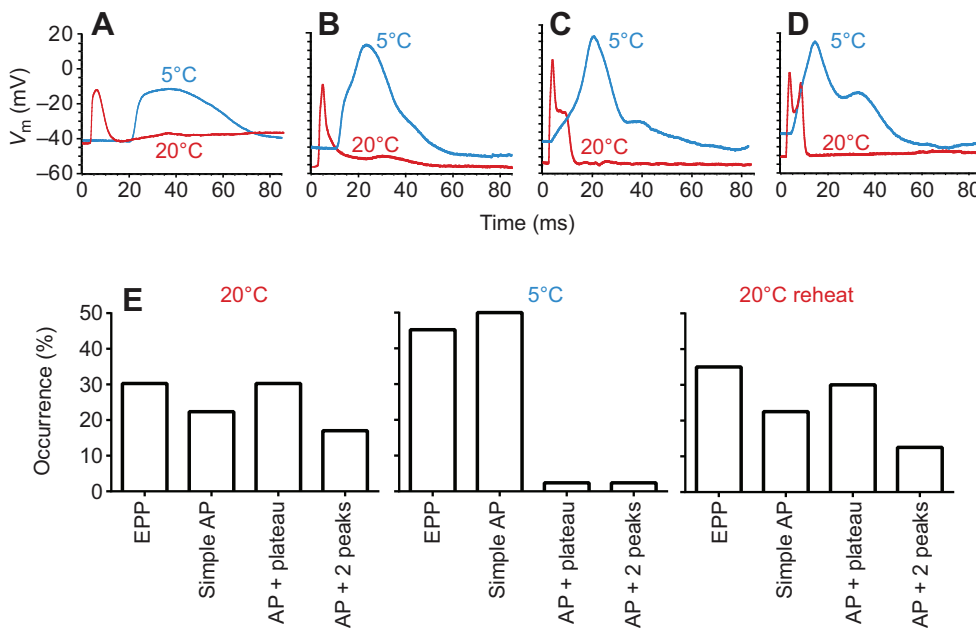 A B C D
V m (mV)
20
0
–20
–40
–60
5°C
20°C
0 20 40 60 80
5°C
20°C
0 20 40 60 80
5°C
20°C
0 20 40 60 80
5°C
20°C
0 20 40 60 80
Time (ms)
E
20°C 5°C 20°C reheat
Occurrence (%)
50
40
30
20
10
0
EPP
Simple AP
AP + plateau
AP + 2 peaks
EPP
Simple AP
AP + plateau
AP + 2 peaks
EPP
Simple AP
AP + plateau
AP + 2 peaks